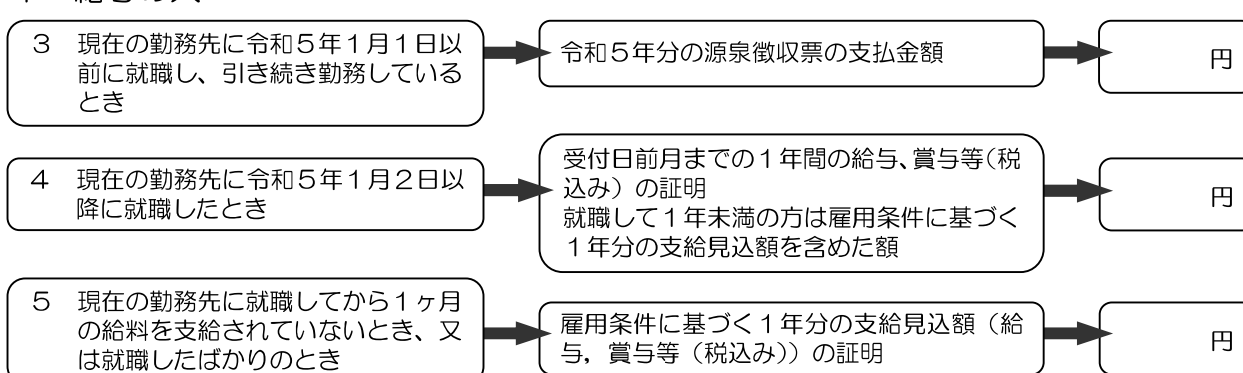 ３　現在の勤務先に令和５年１月１日以
前に就職し、引き続き勤務している
とき
令和５年分の源泉徴収票の支払金額
円
４　現在の勤務先に令和５年１月２日以
降に就職したとき
受付日前月までの１年間の給与、賞与等（税
込み）の証明
就職して１年未満の方は雇用条件に基づく
１年分の支給見込額を含めた額
円
５　現在の勤務先に就職してから１ヶ月
の給料を支給されていないとき、又
は就職したばかりのとき
雇用条件に基づく１年分の支給見込額（給
与，賞与等（税込み））の証明
円